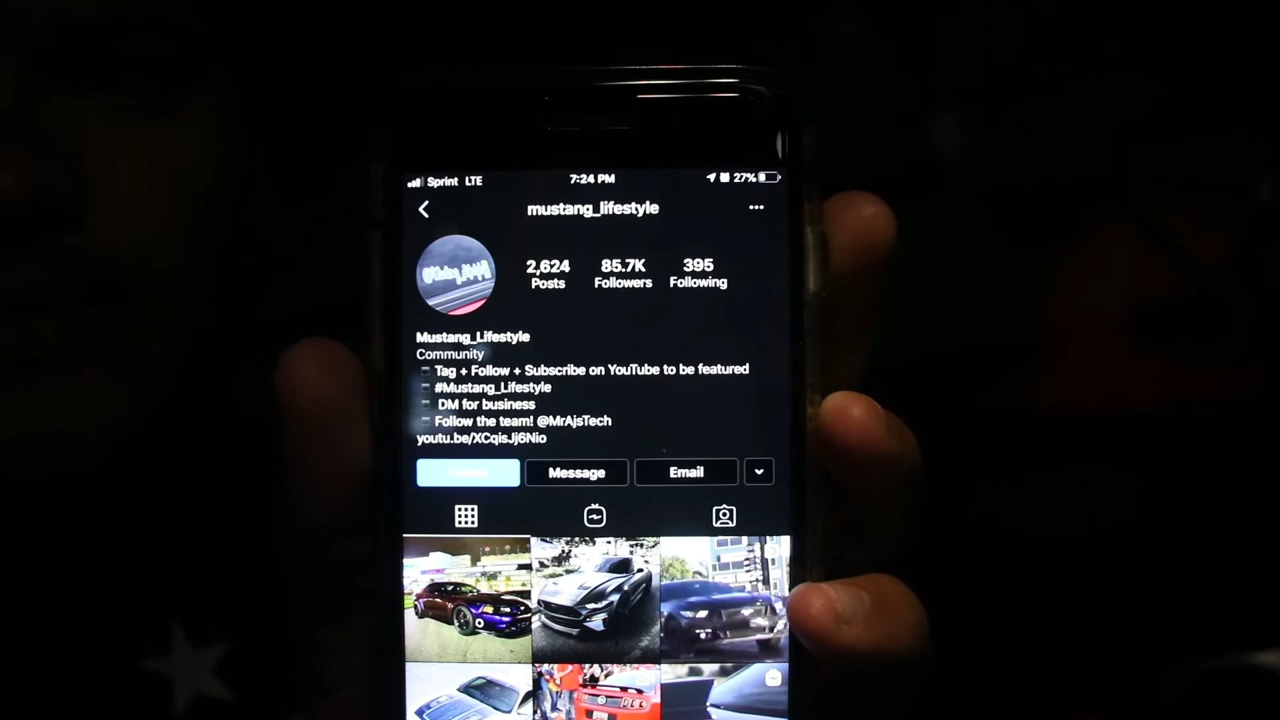 Sprint LTE 7:24 PM 27%
mustang_lifestyle
2,624 85.7K 395
Posts Followers Following
Mustang_Lifestyle
Community
Tag + Follow + Subscribe on YouTube to be featured
#Mustang_Lifestyle
DM for business
Follow the team! @MrAjsTech
youtu.be/XCqisJj6Nio
Message Email